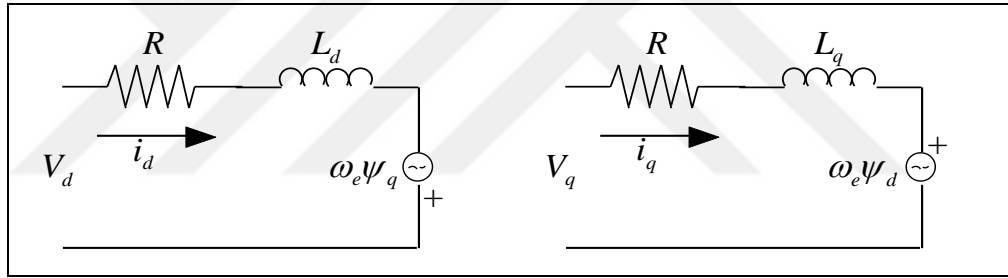 R L_d R L_q
i_d i_q
V_d ω_eψ_q + V_q ω_eψ_d +